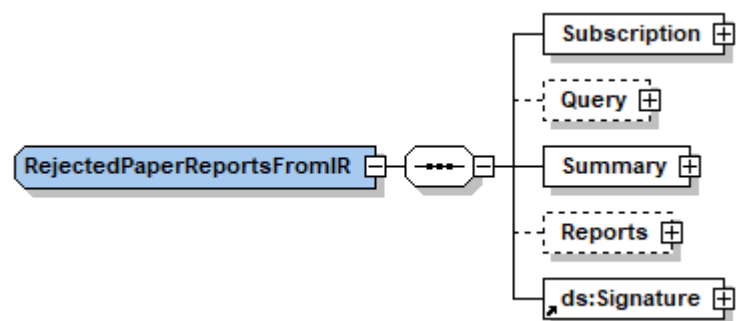 Subscription
Query
RejectedPaperReportsFromIR
Summary
Reports
ds:Signature